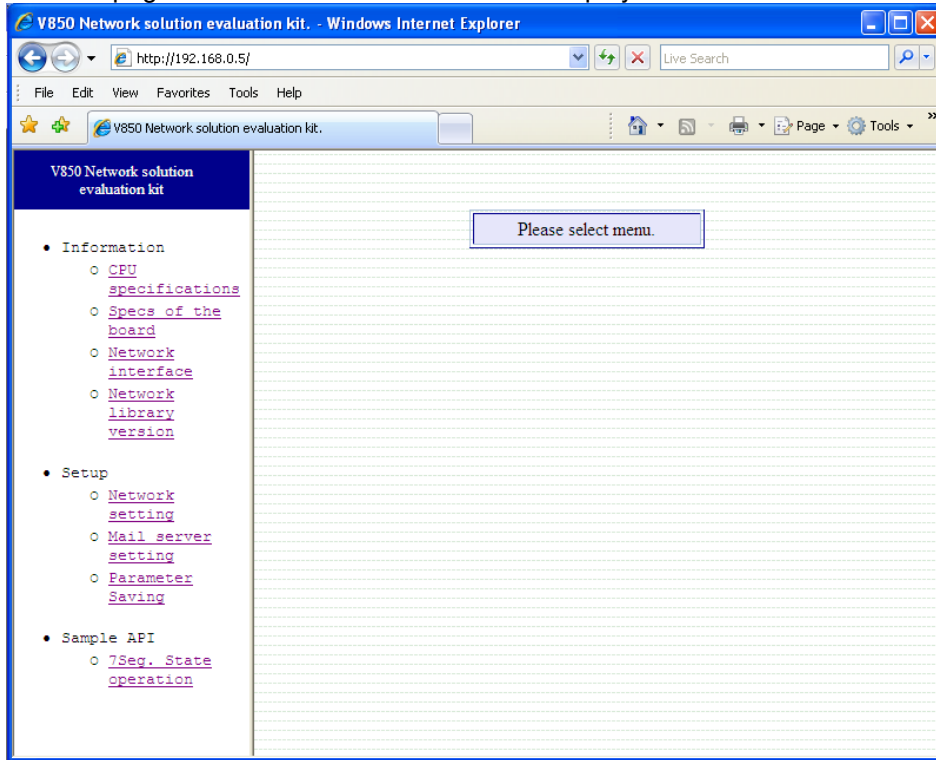 V850 Network solution evaluation kit. - Windows Internet Explorer
http://192.168.0.5/
Live Search
File Edit View Favorites Tools Help
V850 Network solution evaluation kit.
Page Tools »
V850 Network solution
evaluation kit
Please select menu.
• Information
o CPU
specifications
o Specs of the
board
o Network
interface
o Network
library
version
• Setup
o Network
setting
o Mail server
setting
o Parameter
Saving
• Sample API
o 7Seg. State
operation